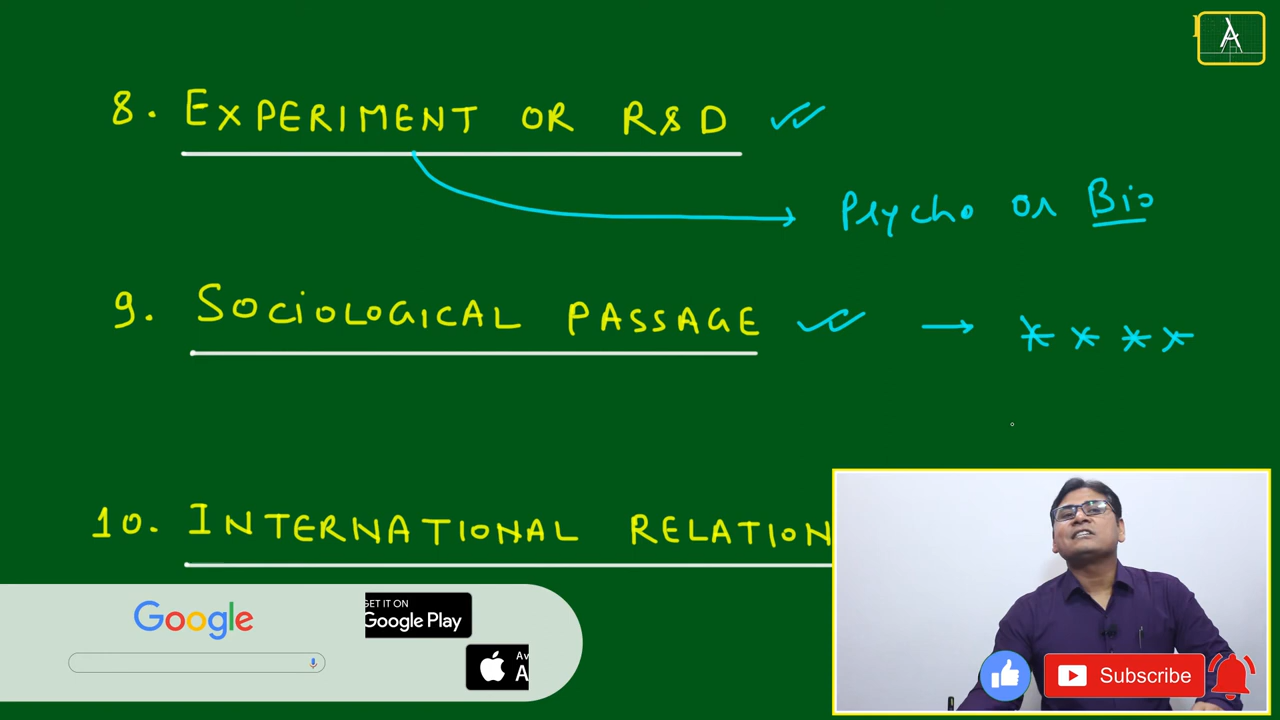 A
8. EXPERIMENT OR R&D
Psycho or Bio
9. SOCIOLOGICAL PASSAGE → ****
10. INTERNATIONAL RELATION
Google
GET IT ON
Google Play
Av
A
Subscribe